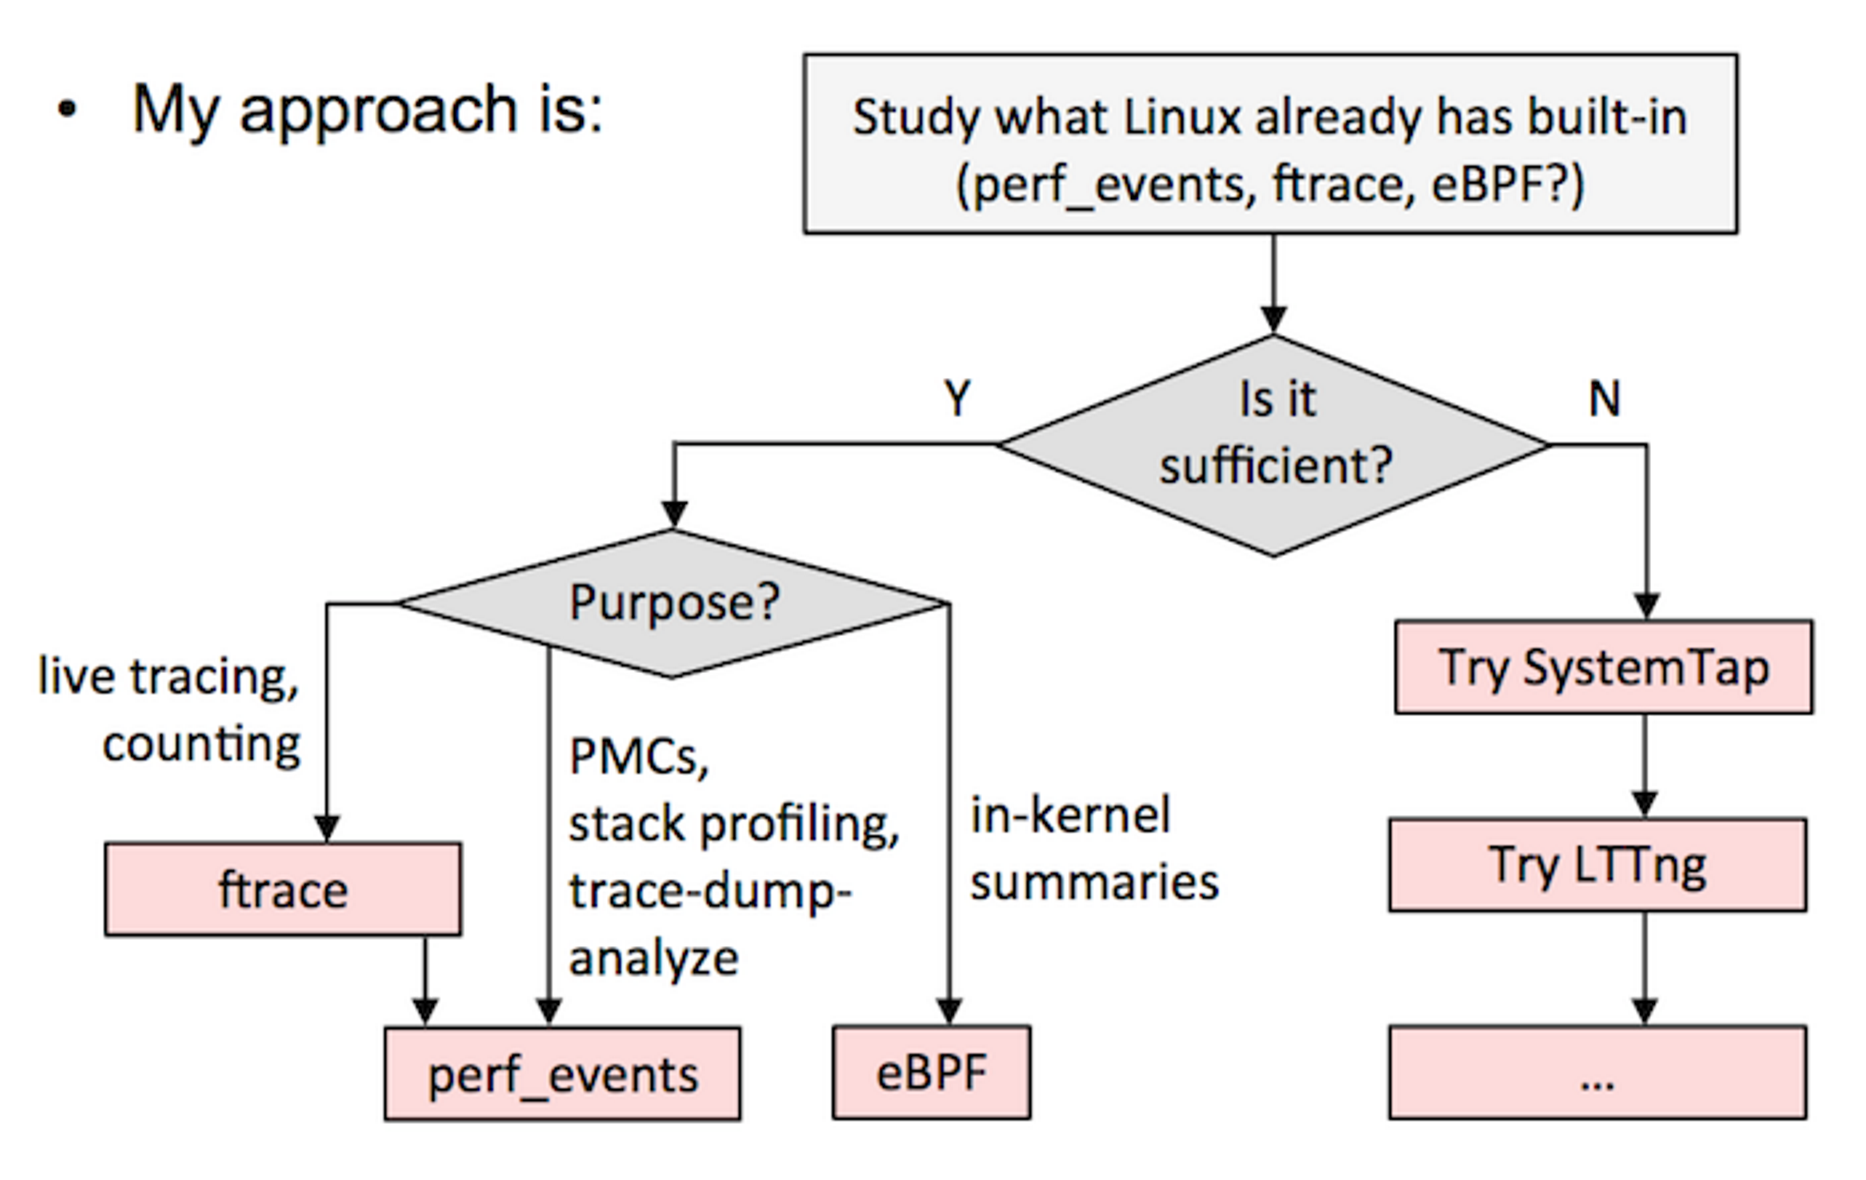 • My approach is:
Study what Linux already has built-in
(perf_events, ftrace, eBPF?)
Is it
sufficient?
Y
N
Purpose?
live tracing,
counting
PMCs,
stack profiling,
trace-dump-
analyze
in-kernel
summaries
ftrace
perf_events
eBPF
Try SystemTap
Try LTTng
...